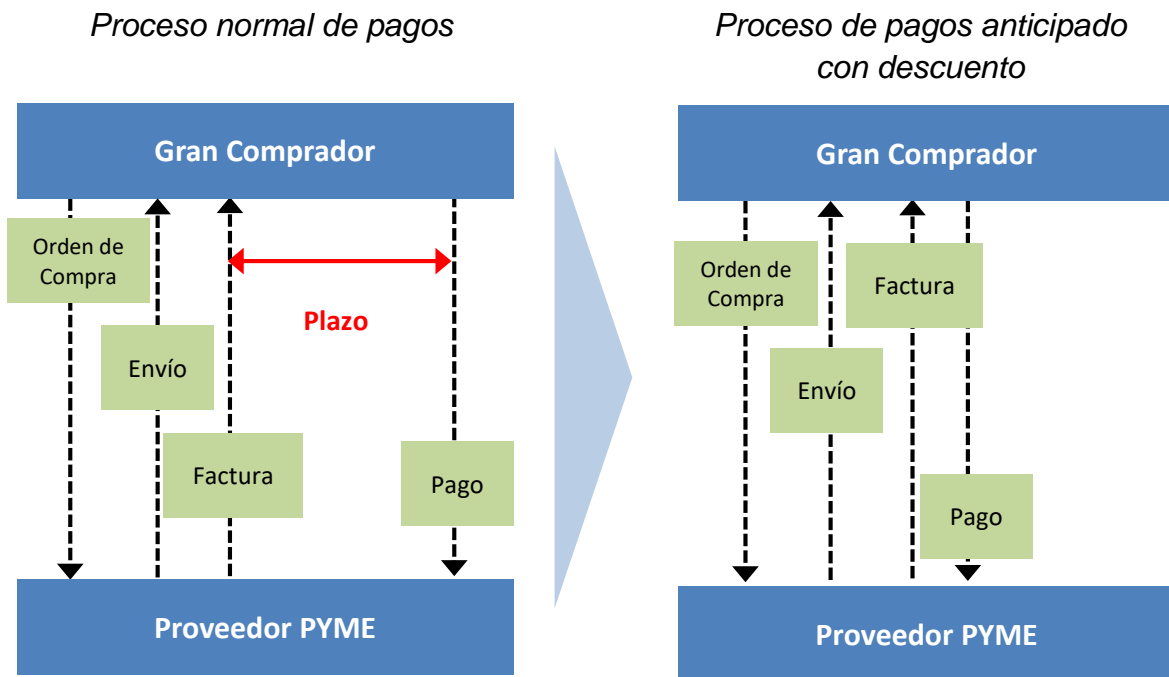 Proceso normal de pagos
Gran Comprador
Orden de
Compra
Plazo
Envío
Factura
Pago
Proveedor PYME
Proceso de pagos anticipado
con descuento
Gran Comprador
Orden de
Compra
Factura
Envío
Pago
Proveedor PYME